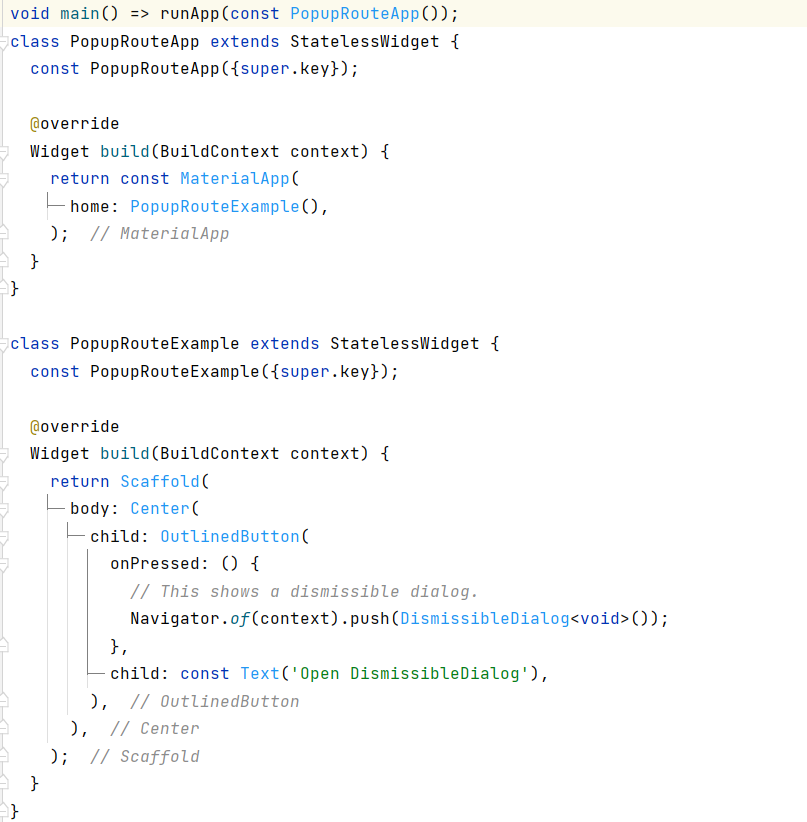 void main() => runApp(const PopupRouteApp());
class PopupRouteApp extends StatelessWidget {
  const PopupRouteApp({super.key});

  @override
  Widget build(BuildContext context) {
    return const MaterialApp(
      home: PopupRouteExample(),
    );  // MaterialApp
  }
}

class PopupRouteExample extends StatelessWidget {
  const PopupRouteExample({super.key});

  @override
  Widget build(BuildContext context) {
    return Scaffold(
      body: Center(
        child: OutlinedButton(
          onPressed: () {
            // This shows a dismissible dialog.
            Navigator.of(context).push(DismissibleDialog<void>());
          },
          child: const Text('Open DismissibleDialog'),
        ),  // OutlinedButton
      ),  // Center
    );  // Scaffold
  }
}